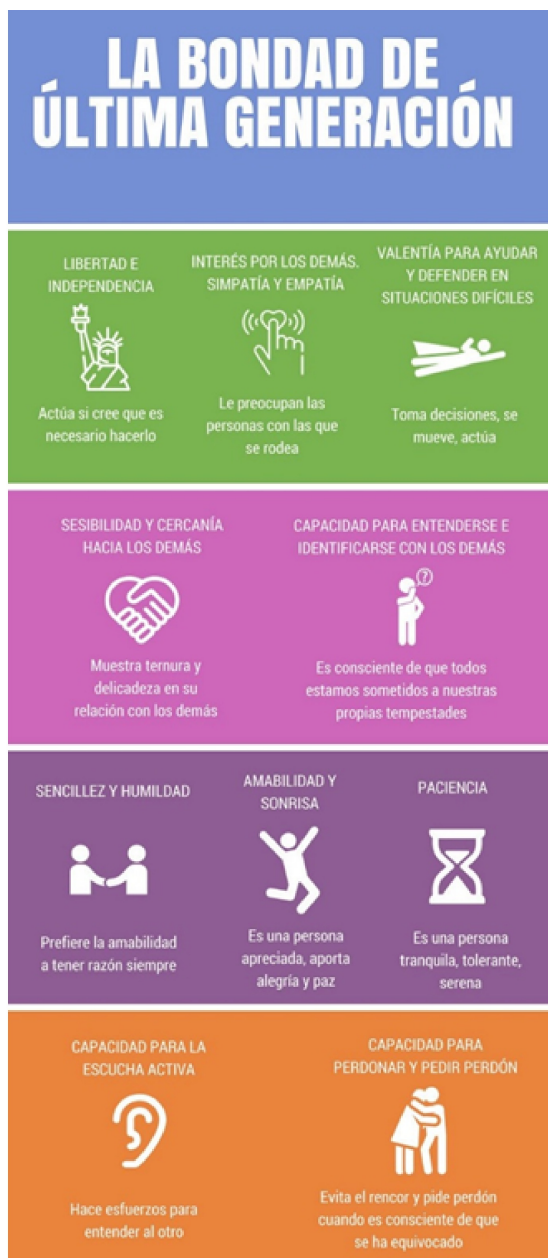 LA BONDAD DE
ÚLTIMA GENERACIÓN
LIBERTAD E
INDEPENDENCIA
Actúa si cree que es
necesario hacerlo
INTERÉS POR LOS DEMÁS.
SIMPATÍA Y EMPATÍA
Le preocupan las
personas con las que
se rodea
VALENTÍA PARA AYUDAR
Y DEFENDER EN
SITUACIONES DIFÍCILES
Toma decisiones, se
mueve, actúa
SESIBILIDAD Y CERCANÍA
HACIA LOS DEMÁS
Muestra ternura y
delicadeza en su
relación con los demás
CAPACIDAD PARA ENTENDERSE E
IDENTIFICARSE CON LOS DEMÁS
?
Es consciente de que todos
estamos sometidos a nuestras
propias tempestades
SENCILLEZ Y HUMILDAD
Prefiere la amabilidad
a tener razón siempre
AMABILIDAD Y
SONRISA
Es una persona
apreciada, aporta
alegría y paz
PACIENCIA
Es una persona
tranquila, tolerante,
serena
CAPACIDAD PARA LA
ESCUCHA ACTIVA
Hace esfuerzos para
entender al otro
CAPACIDAD PARA
PERDONAR Y PEDIR PERDÓN
Evita el rencor y pide perdón
cuando es consciente de que
se ha equivocado